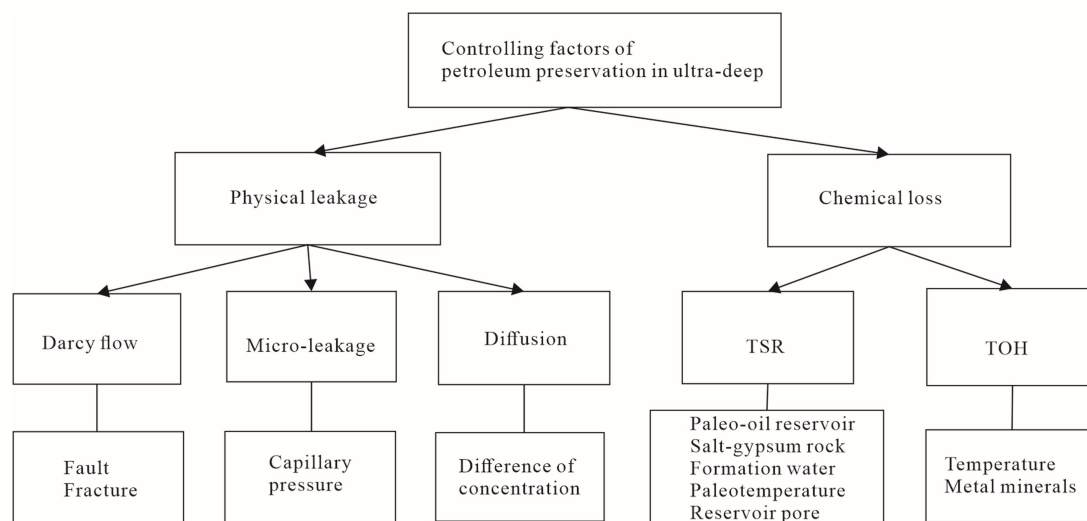 Controlling factors of
petroleum preservation in ultra-deep
Physical leakage
Chemical loss
Darcy flow
Micro-leakage
Diffusion
TSR
TOH
Fault
Fracture
Capillary
pressure
Difference of
concentration
Paleo-oil reservoir
Salt-gypsum rock
Formation water
Paleotemperature
Reservoir pore
Temperature
Metal minerals